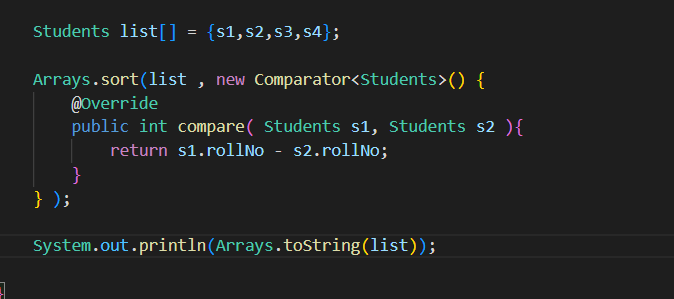 Students list[] = {s1,s2,s3,s4};
Arrays.sort(list , new Comparator<Students>() {
@Override
public int compare( Students s1, Students s2 ){
return s1.rollNo - s2.rollNo;
}
} );
System.out.println(Arrays.toString(list));
}